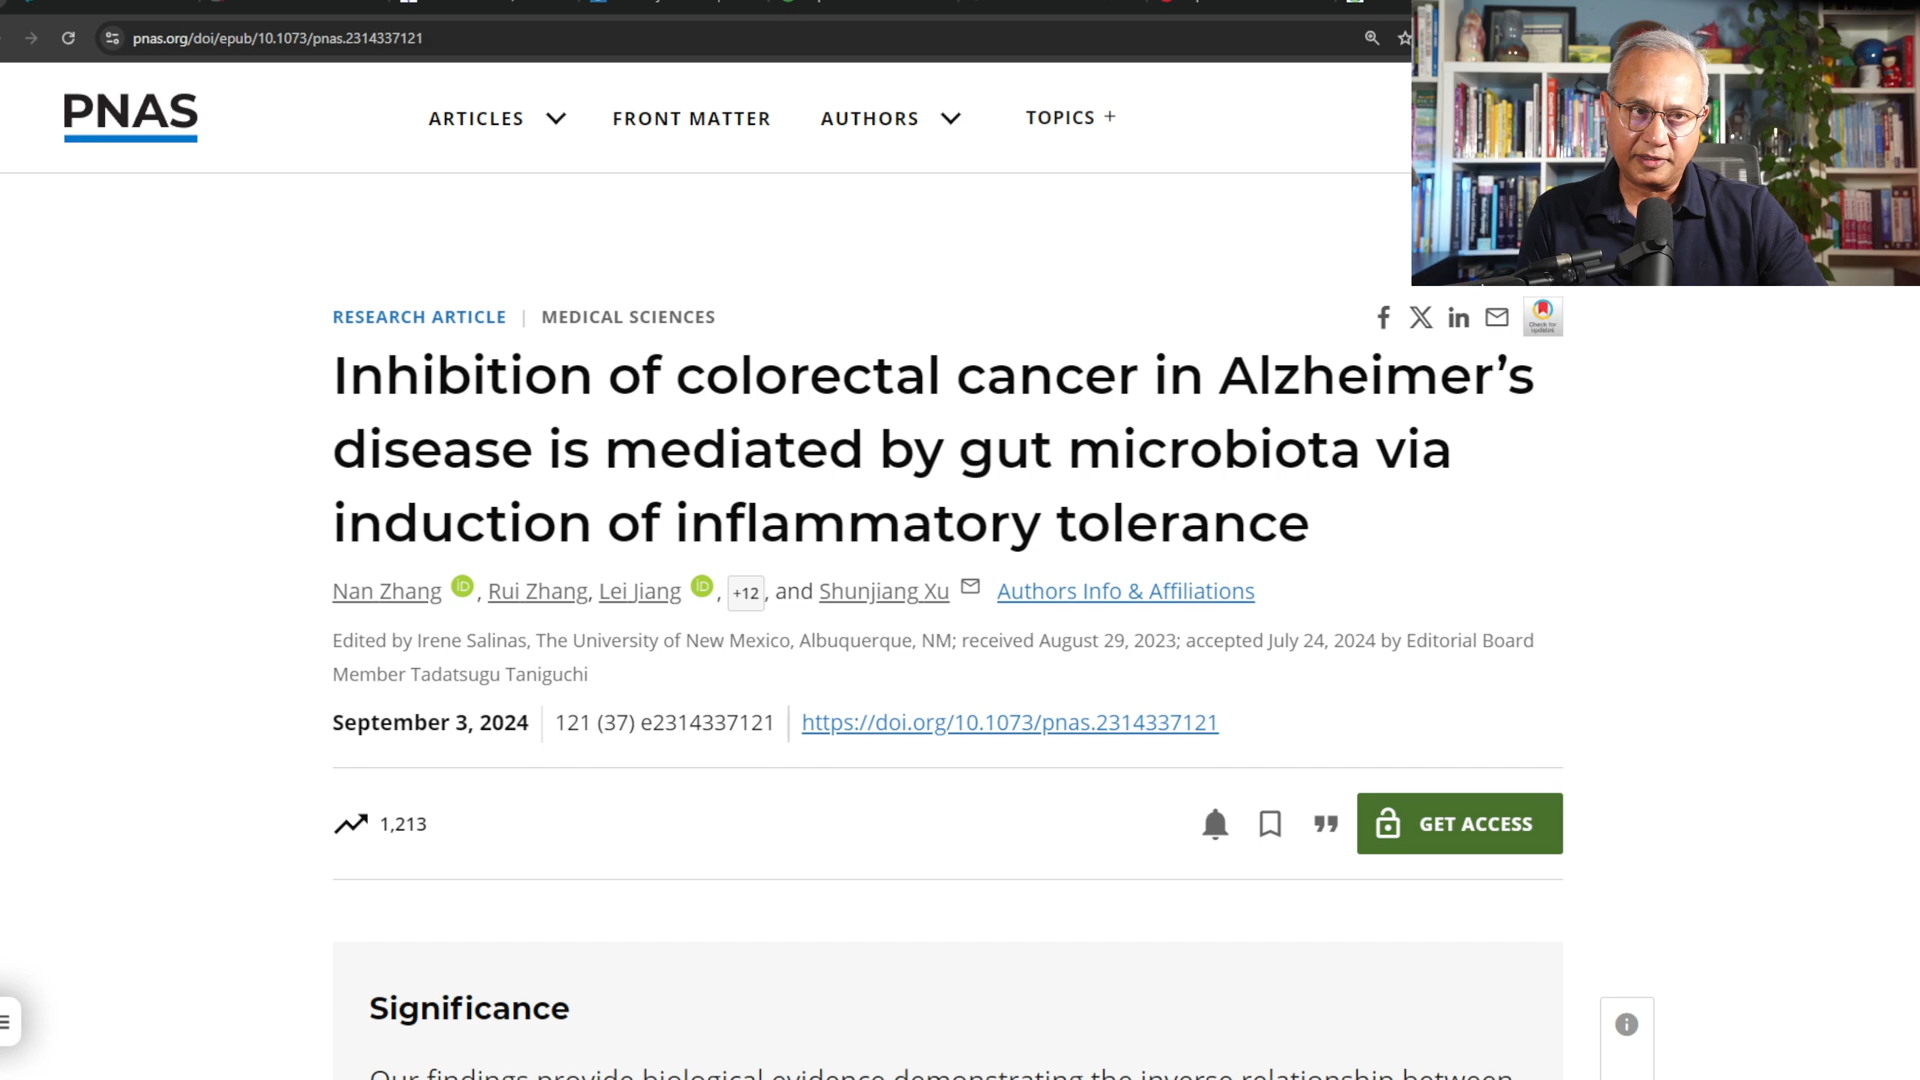 pnas.org/doi/epub/10.1073/pnas.2314337121
PNAS
ARTICLES
FRONT MATTER
AUTHORS
TOPICS +
RESEARCH ARTICLE | MEDICAL SCIENCES
Check for
updates
Inhibition of colorectal cancer in Alzheimer’s
disease is mediated by gut microbiota via
induction of inflammatory tolerance
Nan Zhang iD, Rui Zhang, Lei Jiang iD, +12, and Shunjiang Xu Authors Info & Affiliations
Edited by Irene Salinas, The University of New Mexico, Albuquerque, NM; received August 29, 2023; accepted July 24, 2024 by Editorial Board
Member Tadatsugu Taniguchi
September 3, 2024 | 121 (37) e2314337121 | https://doi.org/10.1073/pnas.2314337121
1,213
GET ACCESS
Significance
Our findings provide biological evidence demonstrating the inverse relationship between